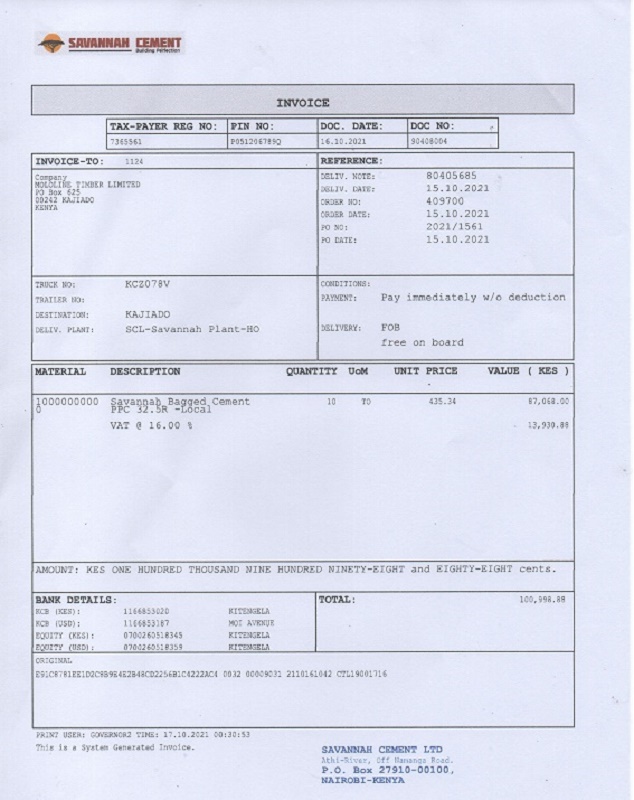 SAVANNAH CEMENT
Building Perfection
INVOICE
TAX-PAYER REG NO: PIN NO: DOC. DATE: DOC NO:
7365561 P051206789Q 16.10.2021 90408004
INVOICE-TO: 1124
Company
MOLOLINE TIMBER LIMITED
PO Box 625
00242 KAJIADO
KENYA
REFERENCE:
DELIV. NOTE: 80405685
DELIV. DATE: 15.10.2021
ORDER NO: 409700
ORDER DATE: 15.10.2021
PO NO: 2021/1561
PO DATE: 15.10.2021
TRUCK NO: KCZ078V
TRAILER NO:
DESTINATION: KAJIADO
DELIV. PLANT: SCL-Savannah Plant-HO
CONDITIONS:
PAYMENT: Pay immediately w/o deduction
DELIVERY: FOB
free on board
MATERIAL DESCRIPTION QUANTITY UoM UNIT PRICE VALUE ( KES )
1000000000 Savannah Bagged Cement 10 TO 435.34 87,068.00
0 PPC 32.5R -Local
VAT @ 16.00 % 13,930.88
AMOUNT: KES ONE HUNDRED THOUSAND NINE HUNDRED NINETY-EIGHT and EIGHTY-EIGHT cents.
BANK DETAILS:
KCB (KES): 1166853020 KITENGELA
KCB (USD): 1166853187 MOI AVENUE
EQUITY (KES): 0700260518345 KITENGELA
EQUITY (USD): 0700260518359 KITENGELA
TOTAL: 100,998.88
ORIGINAL
0032 00009031 2110161042 CTL19001716
PRINT USER: GOVERNORZ TIME: 17.10.2021 00:30:53
This is a System Generated Invoice.
SAVANNAH CEMENT LTD
Athi-River, Off Namanga Road.
P.O. Box 27910-00100,
NAIROBI-KENYA